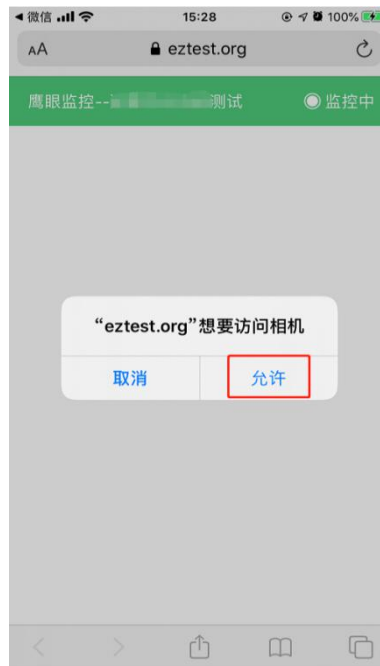 微信
15:28
100%
AA
eztest.org
鹰眼监控--
测试
监控中
“eztest.org”想要访问相机
取消
允许